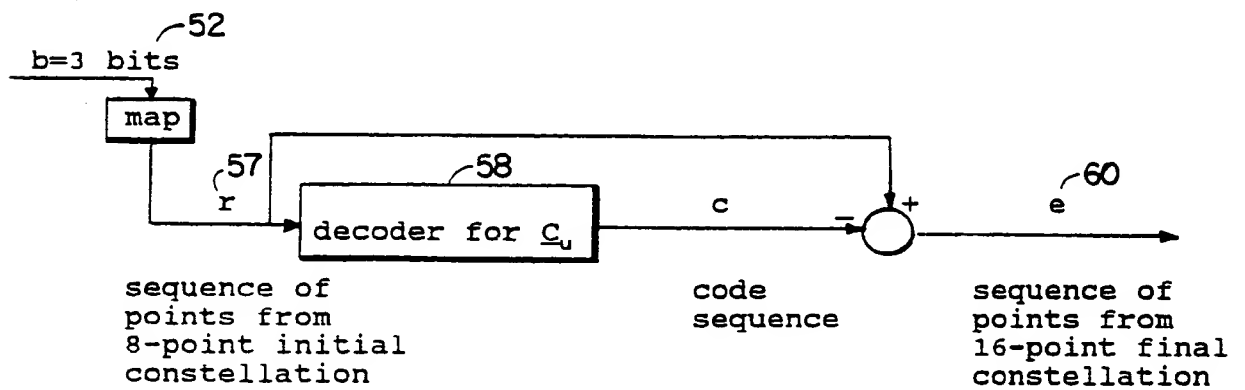 52
b=3 bits
map
57
r
58
decoder for C_u
c
−
+
60
e
sequence of
points from
8-point initial
constellation
code
sequence
sequence of
points from
16-point final
constellation